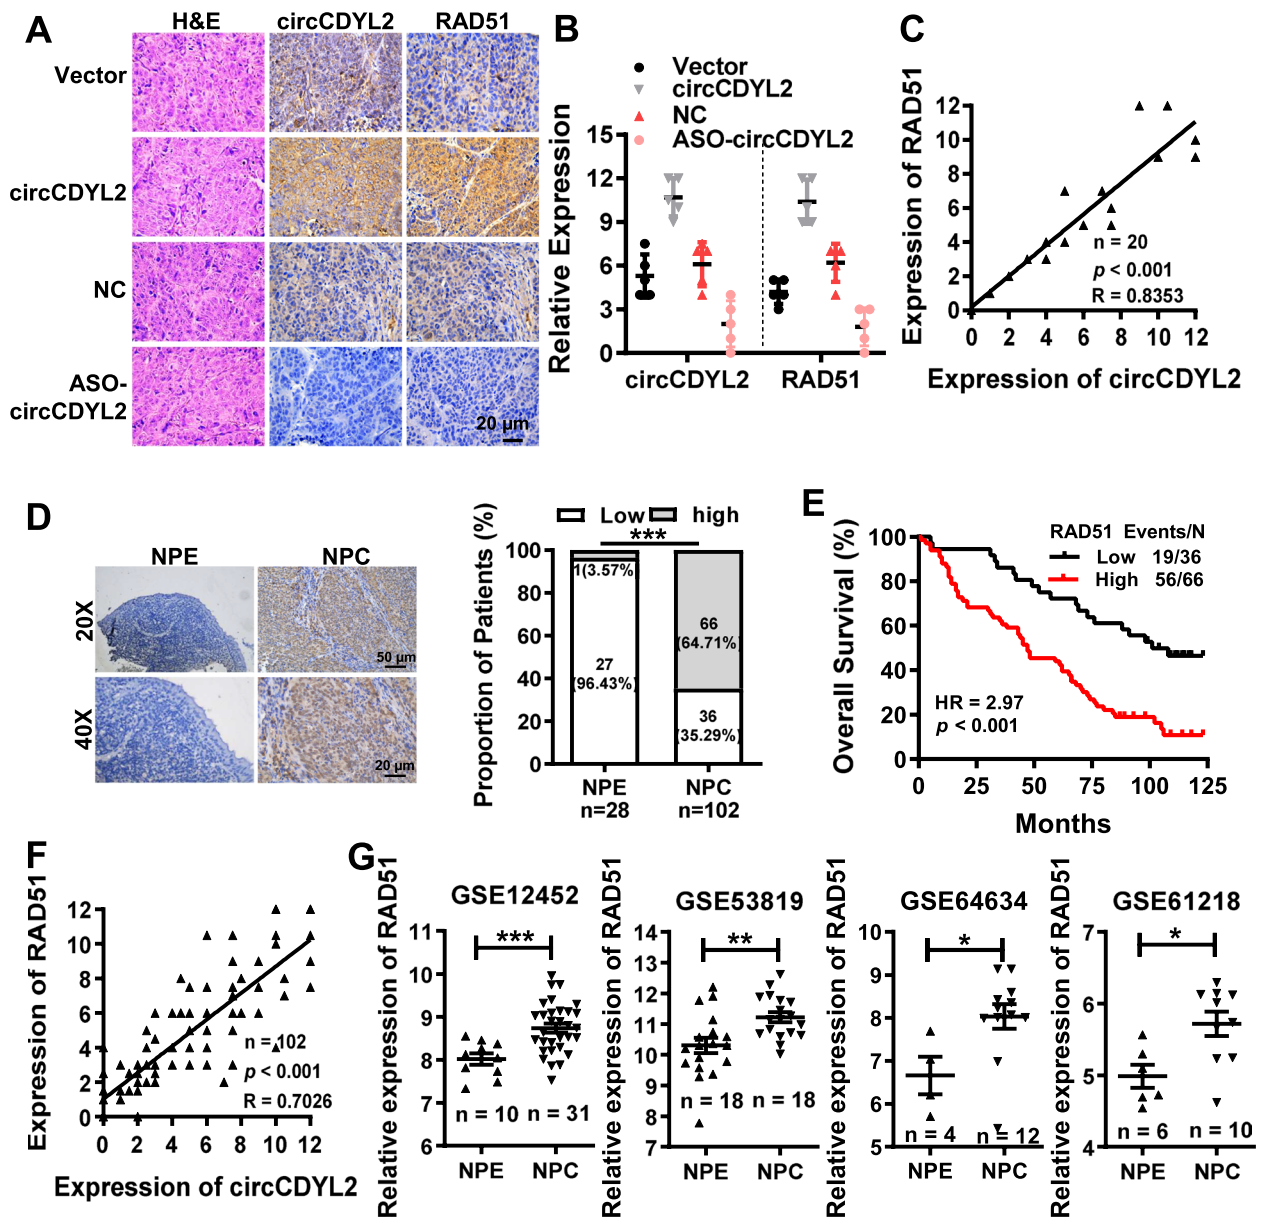 A
H&E
circCDYL2
RAD51
Vector
circCDYL2
NC
ASO-
circCDYL2
20 µm
B
Vector
circCDYL2
NC
ASO-circCDYL2
Relative Expression
15
12
9
6
3
0
circCDYL2
RAD51
C
Expression of RAD51
12
10
8
6
4
2
0
n = 20
p < 0.001
R = 0.8353
0
2
4
6
8
10
12
Expression of circCDYL2
D
NPE
NPC
20X
50 µm
40X
20 µm
Low
high
***
Proportion of Patients (%)
100
80
60
40
20
0
1(3.57%)
27
(96.43%)
66
(64.71%)
36
(35.29%)
NPE
n=28
NPC
n=102
E
Overall Survival (%)
100
80
60
40
20
0
RAD51 Events/N
Low 19/36
High 56/66
HR = 2.97
p < 0.001
0
25
50
75
100
125
Months
F
Expression of RAD51
12
10
8
6
4
2
0
n = 102
p < 0.001
R = 0.7026
0
2
4
6
8
10
12
Expression of circCDYL2
G
Relative expression of RAD51
GSE12452
11
10
9
8
7
6
***
n = 10
n = 31
NPE
NPC
Relative expression of RAD51
GSE53819
14
13
12
11
10
9
8
7
**
n = 18
n = 18
NPE
NPC
Relative expression of RAD51
GSE64634
10
9
8
7
6
5
*
n = 4
n = 12
NPE
NPC
Relative expression of RAD51
GSE61218
7
6
5
4
*
n = 6
n = 10
NPE
NPC